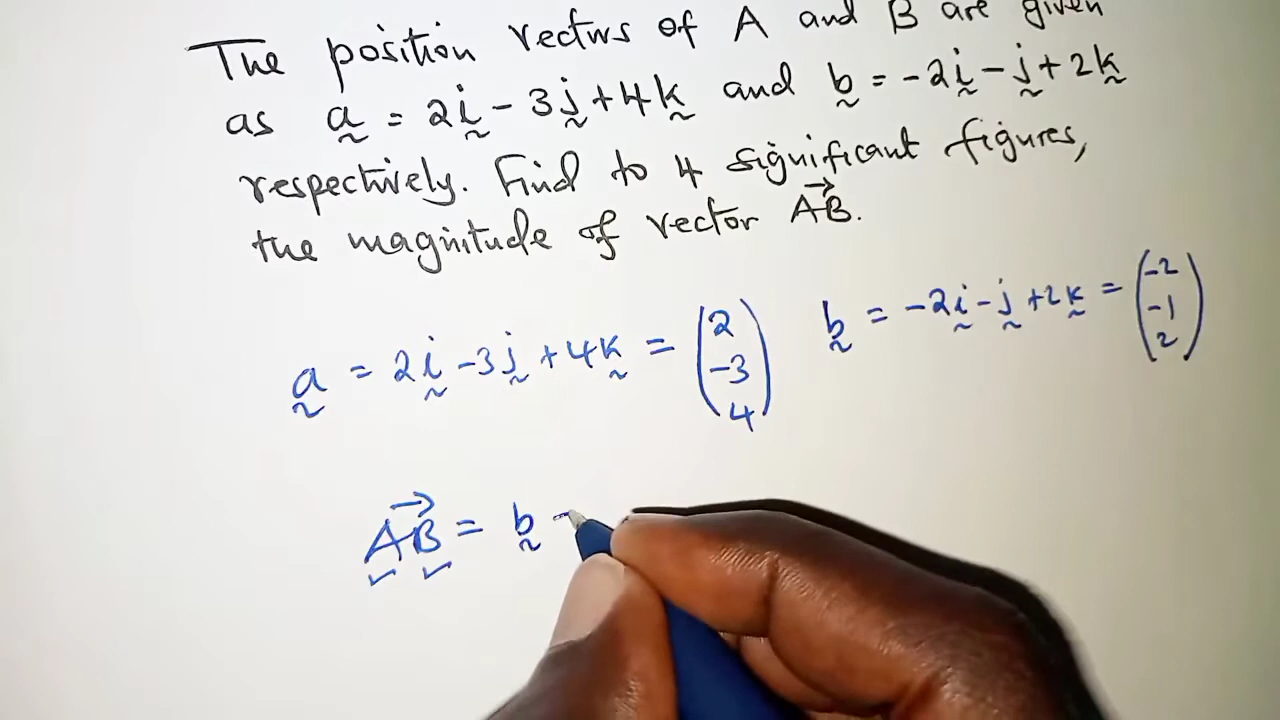 The position vectors of A and B are given
as a = 2i - 3j + 4k and b = -2i - j + 2k
respectively. Find to 4 significant figures,
the magnitude of vector AB.
a = 2i - 3j + 4k = (2 -3 4)
b = -2i - j + 2k = (-2 -1 2)
AB = b -